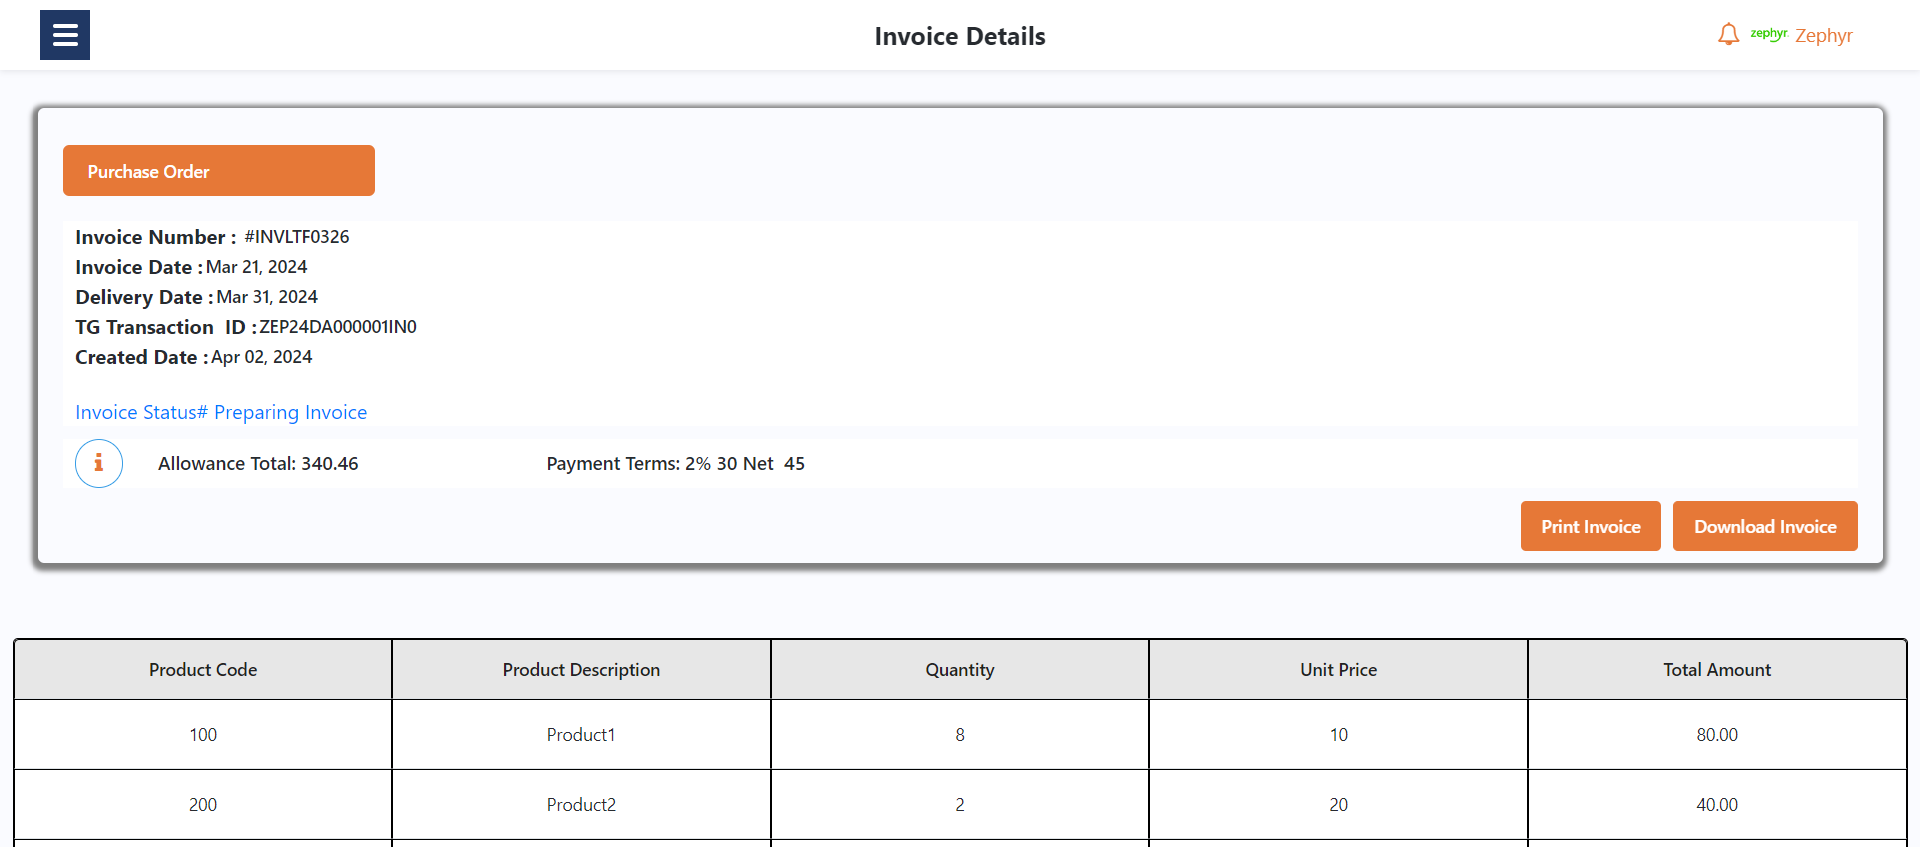 Invoice Details
zephyr Zephyr
Purchase Order
Invoice Number : #INVLTF0326
Invoice Date : Mar 21, 2024
Delivery Date : Mar 31, 2024
TG Transaction  ID : ZEP24DA000001IN0
Created Date : Apr 02, 2024
Invoice Status# Preparing Invoice
Allowance Total: 340.46 Payment Terms: 2% 30 Net  45
Print Invoice Download Invoice
Product Code Product Description Quantity Unit Price Total Amount
100 Product1 8 10 80.00
200 Product2 2 20 40.00